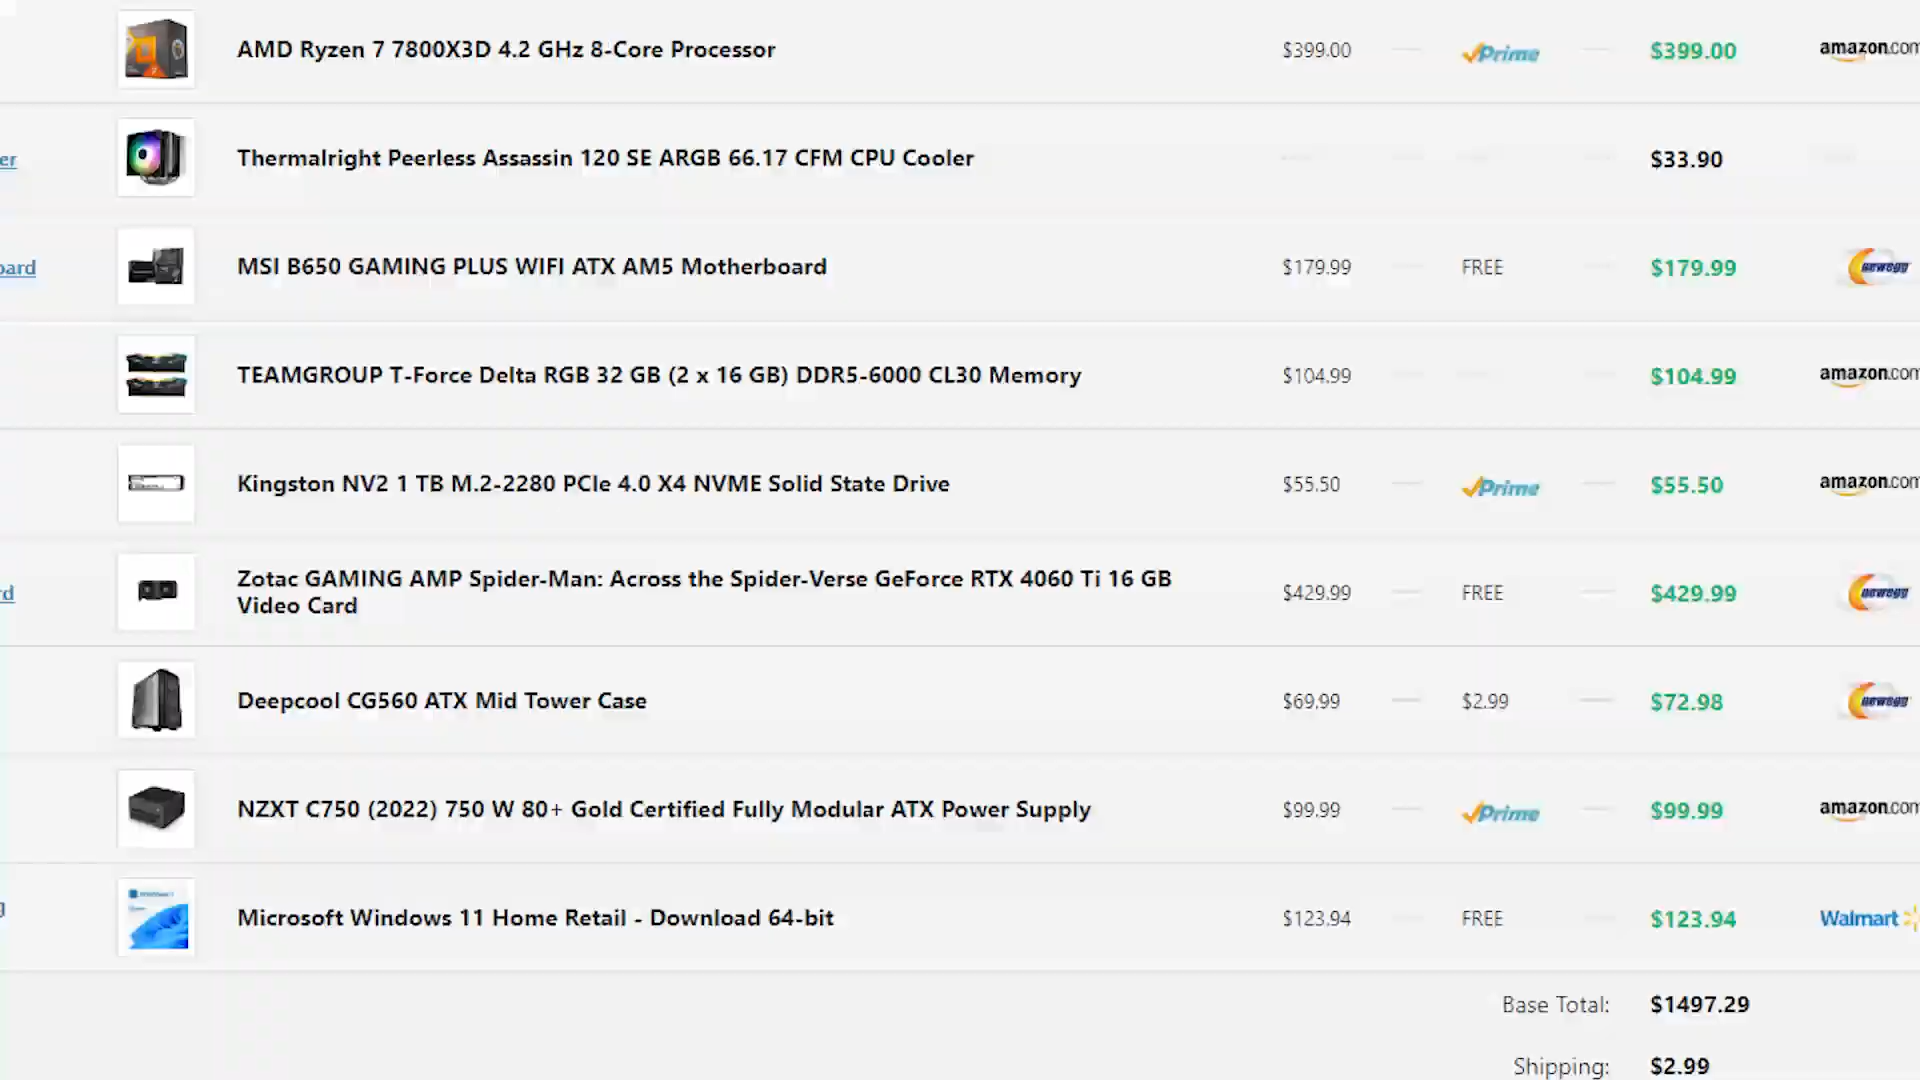 AMD Ryzen 7 7800X3D 4.2 GHz 8-Core Processor $399.00 Prime $399.00 amazon.com
er Thermalright Peerless Assassin 120 SE ARGB 66.17 CFM CPU Cooler $33.90
oard MSI B650 GAMING PLUS WIFI ATX AM5 Motherboard $179.99 FREE $179.99 newegg
TEAMGROUP T-Force Delta RGB 32 GB (2 x 16 GB) DDR5-6000 CL30 Memory $104.99 $104.99 amazon.com
Kingston NV2 1 TB M.2-2280 PCIe 4.0 X4 NVME Solid State Drive $55.50 Prime $55.50 amazon.com
rd Zotac GAMING AMP Spider-Man: Across the Spider-Verse GeForce RTX 4060 Ti 16 GB $429.99 FREE $429.99 newegg
Video Card
Deepcool CG560 ATX Mid Tower Case $69.99 $2.99 $72.98 newegg
NZXT C750 (2022) 750 W 80+ Gold Certified Fully Modular ATX Power Supply $99.99 Prime $99.99 amazon.com
g Microsoft Windows 11 Home Retail - Download 64-bit $123.94 FREE $123.94 Walmart
Base Total: $1497.29
Shipping: $2.99